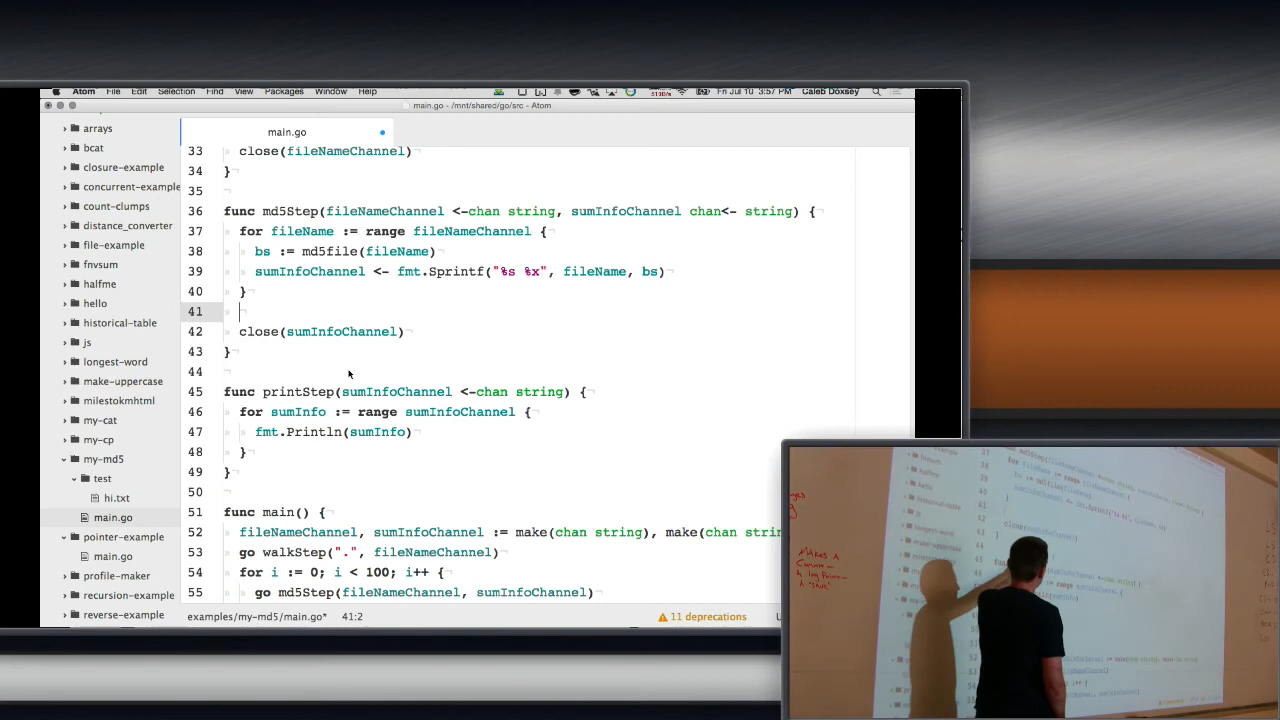 Atom File Edit Selection Find View Packages Window Help Fri Jul 10 3:57 PM Caleb Doxsey
main.go - /mnt/shared/go/src - Atom
arrays
bcat
closure-example
concurrent-example
count-clumps
distance_converter
file-example
fnvsum
halfme
hello
historical-table
js
longest-word
make-uppercase
milestokmhtml
my-cat
my-cp
my-md5
test
hi.txt
main.go
pointer-example
main.go
profile-maker
recursion-example
reverse-example
main.go
33 close(fileNameChannel)
34 }
35
36 func md5Step(fileNameChannel <-chan string, sumInfoChannel chan<- string) {
37 for fileName := range fileNameChannel {
38 bs := md5file(fileName)
39 sumInfoChannel <- fmt.Sprintf("%s %x", fileName, bs)
40 }
41
42 close(sumInfoChannel)
43 }
44
45 func printStep(sumInfoChannel <-chan string) {
46 for sumInfo := range sumInfoChannel {
47 fmt.Println(sumInfo)
48 }
49 }
50
51 func main() {
52 fileNameChannel, sumInfoChannel := make(chan string), make(chan
53 go walkStep(".", fileNameChannel)
54 for i := 0; i < 100; i++ {
55 go md5Step(fileNameChannel, sumInfoChannel)
examples/my-md5/main.go* 41:2 11 deprecations
MAKES A